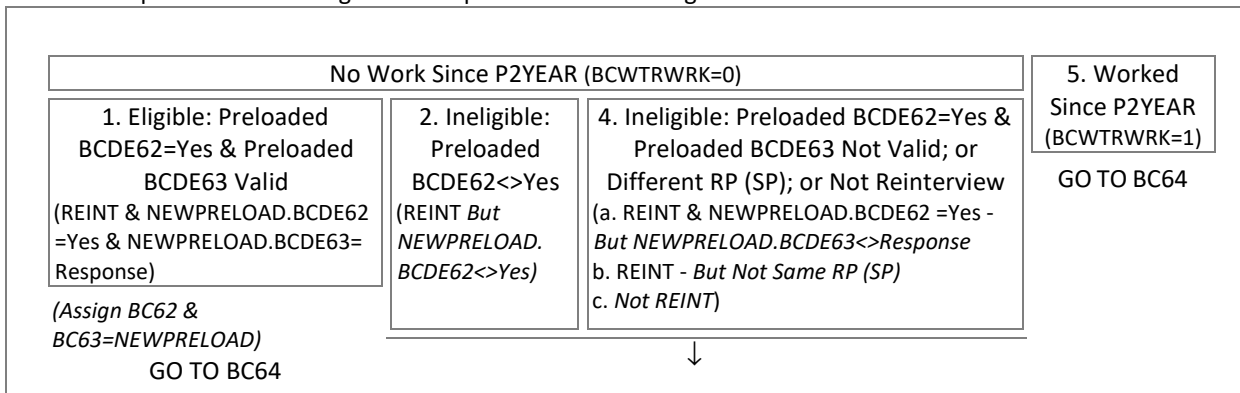 No Work Since P2YEAR (BCWTRWRK=0)
1. Eligible: Preloaded
BCDE62=Yes & Preloaded
BCDE63 Valid
(REINT & NEWPRELOAD.BCDE62
=Yes & NEWPRELOAD.BCDE63=
Response)
(Assign BC62 &
BC63=NEWPRELOAD)
GO TO BC64
2. Ineligible:
Preloaded
BCDE62<>Yes
(REINT But
NEWPRELOAD.
BCDE62<>Yes)
4. Ineligible: Preloaded BCDE62=Yes &
Preloaded BCDE63 Not Valid; or
Different RP (SP); or Not Reinterview
(a. REINT & NEWPRELOAD.BCDE62 =Yes -
But NEWPRELOAD.BCDE63<>Response
b. REINT - But Not Same RP (SP)
c. Not REINT)
↓
5. Worked
Since P2YEAR
(BCWTRWRK=1)
GO TO BC64